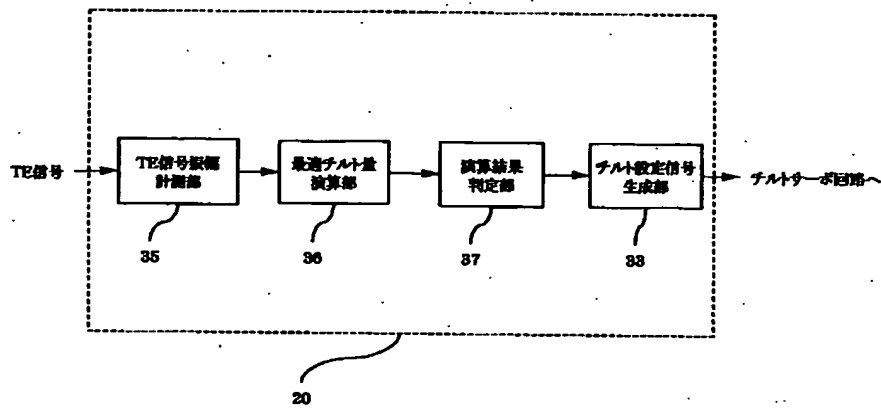 TE信号
TE信号振幅
計測部
最適チルト量
演算部
演算結果
判定部
チルト設定信号
生成部
チルトサーボ回路へ
35
36
37
33
20